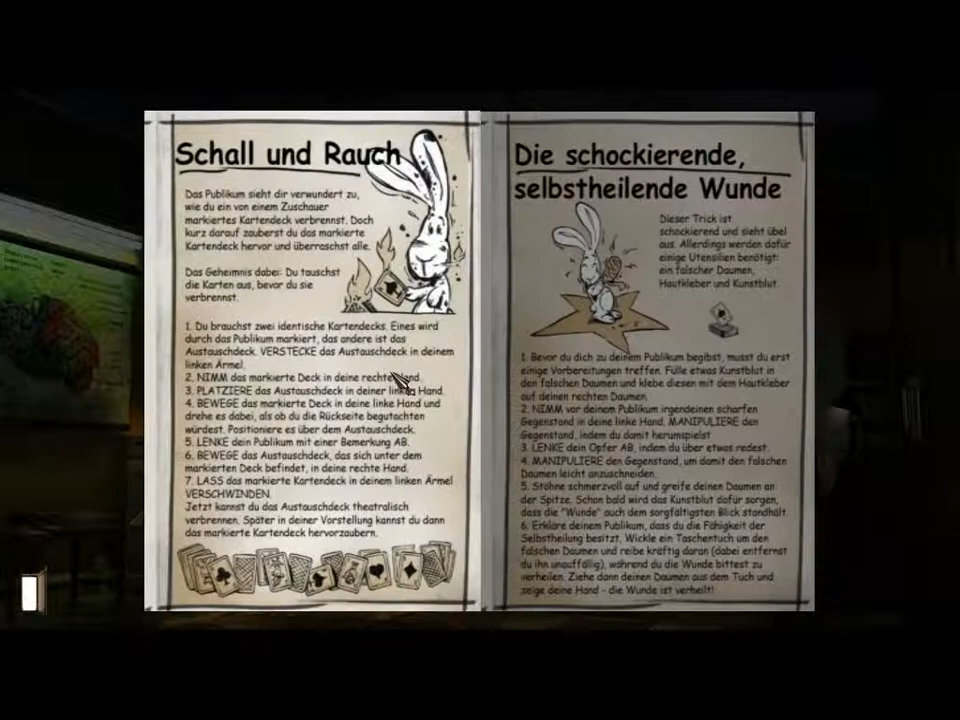 Schall und Rauch
Das Publikum sieht dir verwundert zu,
wie du ein von einem Zuschauer
markiertes Kartendeck verbrennst. Doch
kurz darauf zauberst du das markierte
Kartendeck hervor und überraschst alle.
Das Geheimnis dabei: Du tauschst
die Karten aus, bevor du sie
verbrennst.
1. Du brauchst zwei identische Kartendecks. Eines wird
durch das Publikum markiert, das andere ist das
Austauschdeck. VERSTECKE das Austauschdeck in deinem
linken Ärmel.
2. NIMM das markierte Deck in deine rechte Hand.
3. PLATZIERE das Austauschdeck in deiner linken Hand.
4. BEWEGE das markierte Deck in deine linke Hand und
drehe es dabei, als ob du die Rückseite begutachten
würdest. Positioniere es über dem Austauschdeck.
5. LENKE dein Publikum mit einer Bemerkung AB.
6. BEWEGE das Austauschdeck, das sich unter dem
markierten Deck befindet, in deine rechte Hand.
7. LASS das markierte Kartendeck in deinem linken Ärmel
VERSCHWINDEN.
Jetzt kannst du das Austauschdeck theatralisch
verbrennen. Später in deiner Vorstellung kannst du dann
das markierte Kartendeck hervorzaubern.
Die schockierende,
selbstheilende Wunde
Dieser Trick ist
schockierend und sieht übel
aus. Allerdings werden dafür
einige Utensilien benötigt:
ein falscher Daumen,
Hautkleber und Kunstblut.
1. Bevor du dich zu deinem Publikum begibst, musst du erst
einige Vorbereitungen treffen. Fülle etwas Kunstblut in
den falschen Daumen und klebe diesen mit dem Hautkleber
auf deinen rechten Daumen.
2. NIMM vor deinem Publikum irgendeinen scharfen
Gegenstand in deine linke Hand. MANIPULIERE den
Gegenstand, indem du damit herumspielst
3. LENKE dein Opfer AB, indem du über etwas redest.
4. MANIPULIERE den Gegenstand, um damit den falschen
Daumen leicht anzuschneiden.
5. Stöhne schmerzvoll auf und greife deinen Daumen an
der Spitze. Schon bald wird das Kunstblut dafür sorgen,
dass die "Wunde" auch dem sorgfältigsten Blick standhält.
6. Erkläre deinem Publikum, dass du die Fähigkeit der
Selbstheilung besitzt. Wickle ein Taschentuch um den
falschen Daumen und reibe kräftig daran (dabei entfernst
du ihn unauffällig), während du die Wunde bittest zu
verheilen. Ziehe dann deinen Daumen aus dem Tuch und
zeige deine Hand - die Wunde ist verheilt!